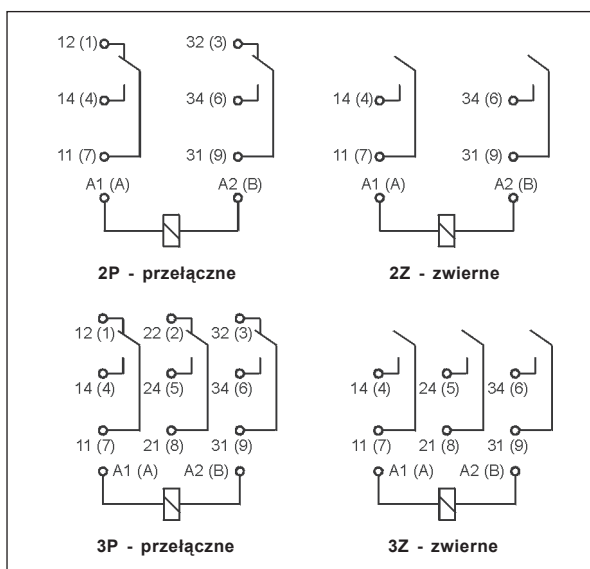 12 (1) 32 (3)
14 (4) 34 (6) 14 (4) 34 (6)
11 (7) 31 (9) 11 (7) 31 (9)
A1 (A) A2 (B) A1 (A) A2 (B)
2P - przełączne 2Z - zwierne
12 (1) 22 (2) 32 (3)
14 (4) 24 (5) 34 (6) 14 (4) 24 (5) 34 (6)
11 (7) 21 (8) 31 (9) 11 (7) 21 (8) 31 (9)
A1 (A) A2 (B) A1 (A) A2 (B)
3P - przełączne 3Z - zwierne